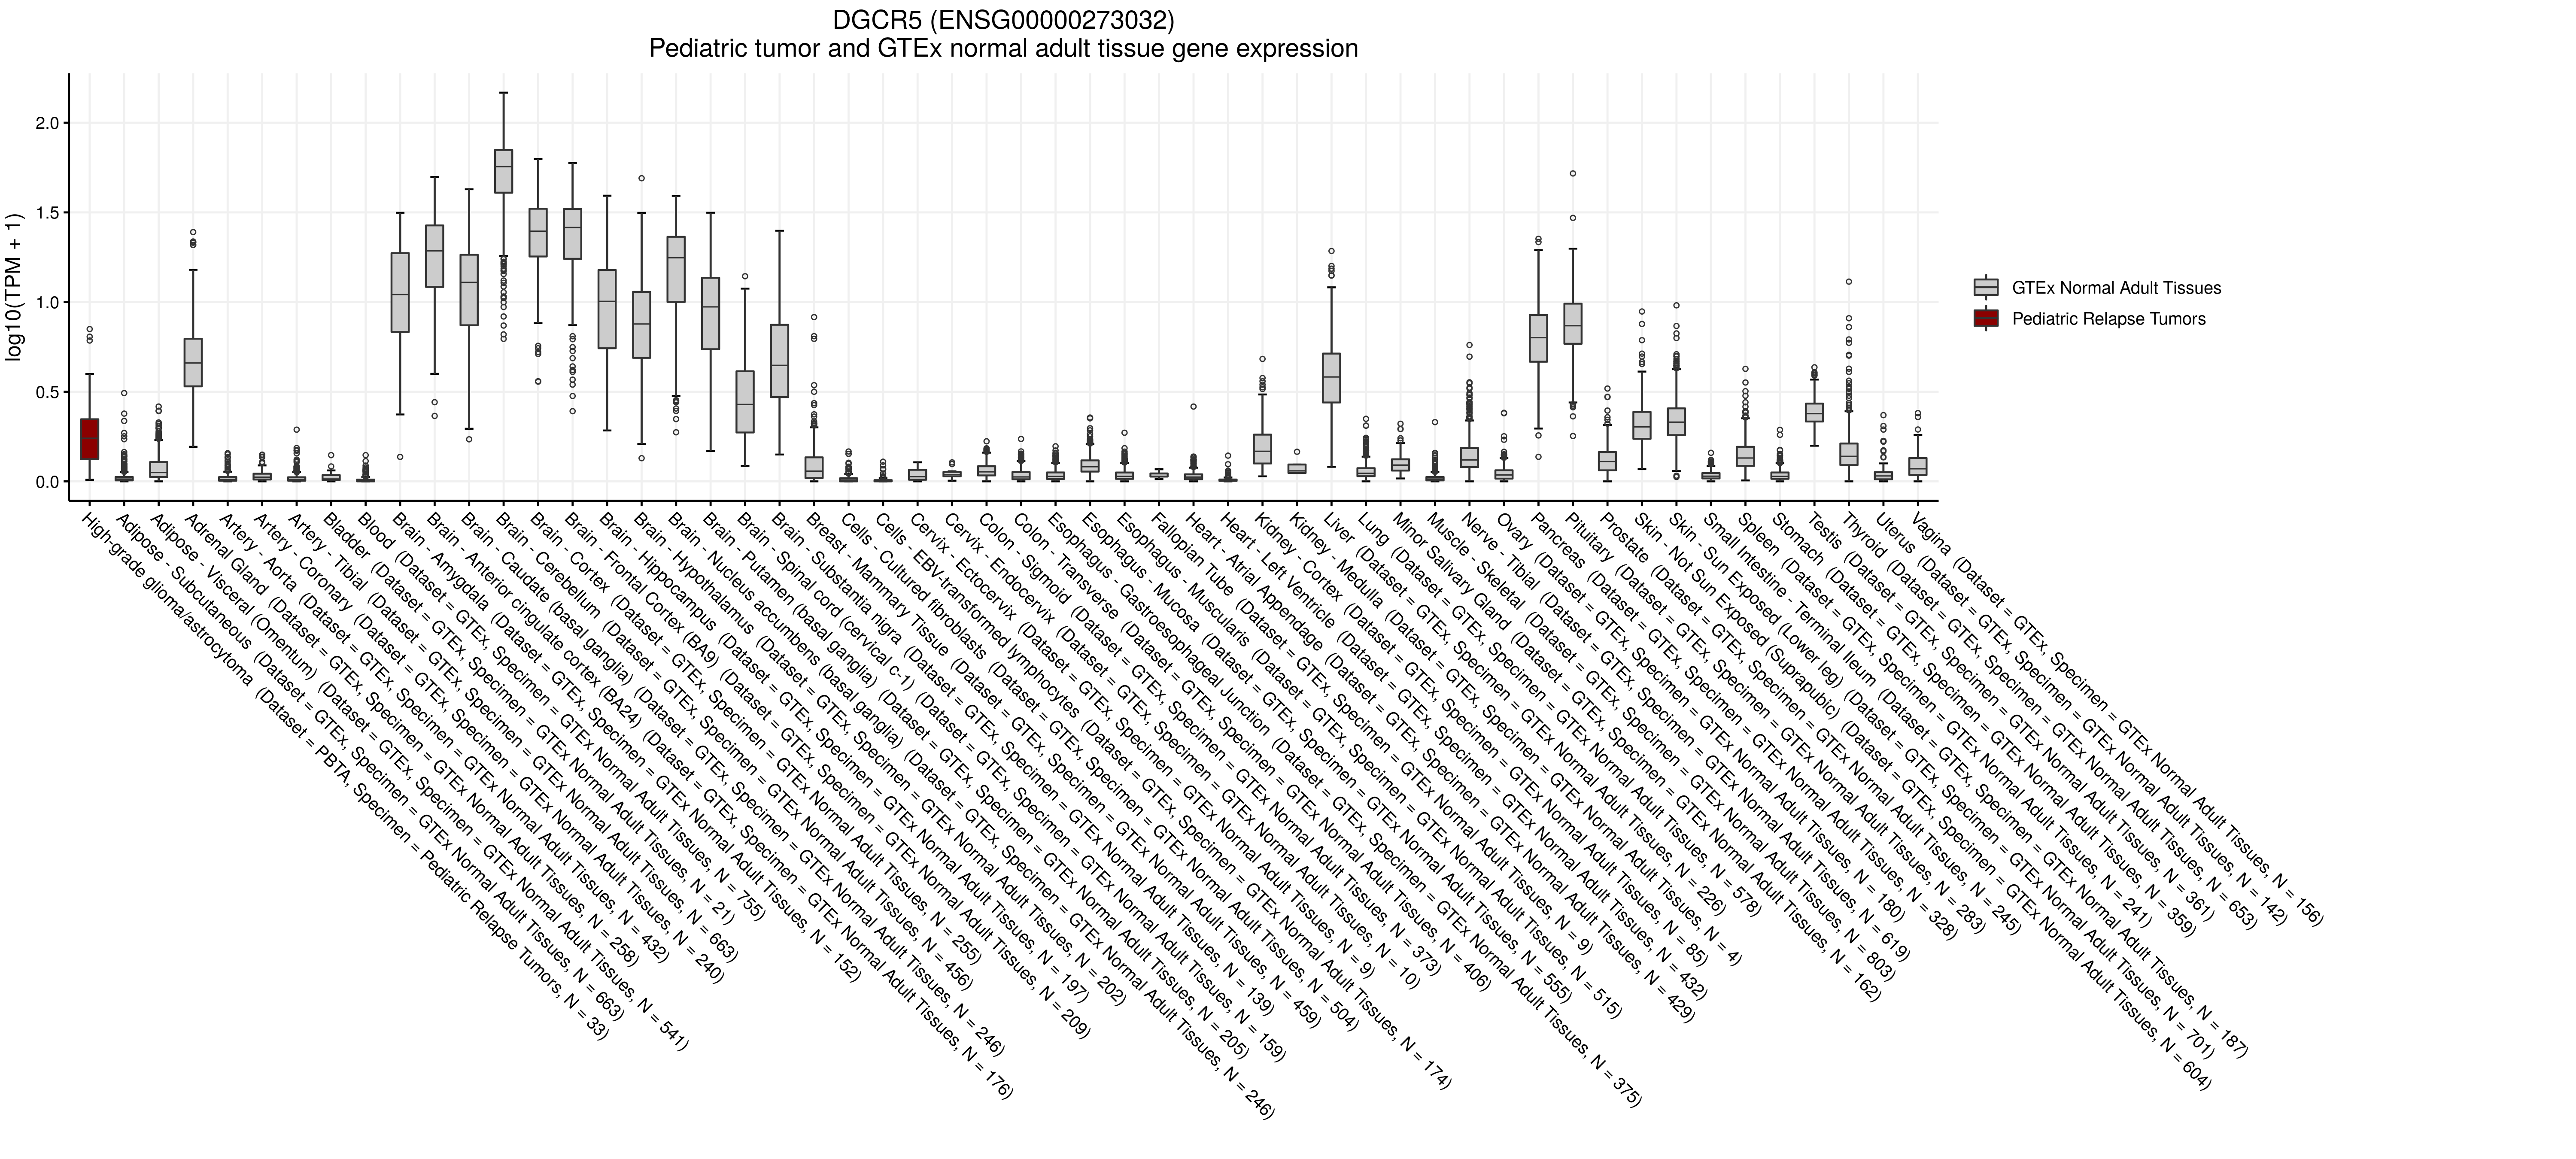 DGCR5 (ENSG00000273032)
Pediatric tumor and GTEx normal adult tissue gene expression
log10(TPM + 1)
2.0
1.5
1.0
0.5
0.0
High-grade glioma/astrocytoma (Dataset = PBTA, Specimen = Pediatric Relapse Tumors, N = 33)
Adipose - Subcutaneous (Dataset = GTEx, Specimen = GTEx Normal Adult Tissues, N = 663)
Adipose - Visceral (Omentum) (Dataset = GTEx, Specimen = GTEx Normal Adult Tissues, N = 541)
Adrenal Gland (Dataset = GTEx, Specimen = GTEx Normal Adult Tissues, N = 258)
Artery - Aorta (Dataset = GTEx, Specimen = GTEx Normal Adult Tissues, N = 432)
Artery - Coronary (Dataset = GTEx, Specimen = GTEx Normal Adult Tissues, N = 240)
Artery - Tibial (Dataset = GTEx, Specimen = GTEx Normal Adult Tissues, N = 663)
Bladder (Dataset = GTEx, Specimen = GTEx Normal Adult Tissues, N = 21)
Blood (Dataset = GTEx, Specimen = GTEx Normal Adult Tissues, N = 755)
Brain - Amygdala (Dataset = GTEx, Specimen = GTEx Normal Adult Tissues, N = 152)
Brain - Anterior cingulate cortex (BA24) (Dataset = GTEx, Specimen = GTEx Normal Adult Tissues, N = 176)
Brain - Caudate (basal ganglia) (Dataset = GTEx, Specimen = GTEx Normal Adult Tissues, N = 246)
Brain - Cerebellum (Dataset = GTEx, Specimen = GTEx Normal Adult Tissues, N = 456)
Brain - Cortex (Dataset = GTEx, Specimen = GTEx Normal Adult Tissues, N = 255)
Brain - Frontal Cortex (BA9) (Dataset = GTEx, Specimen = GTEx Normal Adult Tissues, N = 209)
Brain - Hippocampus (Dataset = GTEx, Specimen = GTEx Normal Adult Tissues, N = 197)
Brain - Hypothalamus (Dataset = GTEx, Specimen = GTEx Normal Adult Tissues, N = 202)
Brain - Nucleus accumbens (basal ganglia) (Dataset = GTEx, Specimen = GTEx Normal Adult Tissues, N = 246)
Brain - Putamen (basal ganglia) (Dataset = GTEx, Specimen = GTEx Normal Adult Tissues, N = 205)
Brain - Spinal cord (cervical c-1) (Dataset = GTEx, Specimen = GTEx Normal Adult Tissues, N = 159)
Brain - Substantia nigra (Dataset = GTEx, Specimen = GTEx Normal Adult Tissues, N = 139)
Breast - Mammary Tissue (Dataset = GTEx, Specimen = GTEx Normal Adult Tissues, N = 459)
Cells - Cultured fibroblasts (Dataset = GTEx, Specimen = GTEx Normal Adult Tissues, N = 504)
Cells - EBV-transformed lymphocytes (Dataset = GTEx, Specimen = GTEx Normal Adult Tissues, N = 174)
Cervix - Ectocervix (Dataset = GTEx, Specimen = GTEx Normal Adult Tissues, N = 9)
Cervix - Endocervix (Dataset = GTEx, Specimen = GTEx Normal Adult Tissues, N = 10)
Colon - Sigmoid (Dataset = GTEx, Specimen = GTEx Normal Adult Tissues, N = 373)
Colon - Transverse (Dataset = GTEx, Specimen = GTEx Normal Adult Tissues, N = 406)
Esophagus - Gastroesophageal Junction (Dataset = GTEx, Specimen = GTEx Normal Adult Tissues, N = 375)
Esophagus - Mucosa (Dataset = GTEx, Specimen = GTEx Normal Adult Tissues, N = 555)
Esophagus - Muscularis (Dataset = GTEx, Specimen = GTEx Normal Adult Tissues, N = 515)
Fallopian Tube (Dataset = GTEx, Specimen = GTEx Normal Adult Tissues, N = 9)
Heart - Atrial Appendage (Dataset = GTEx, Specimen = GTEx Normal Adult Tissues, N = 429)
Heart - Left Ventricle (Dataset = GTEx, Specimen = GTEx Normal Adult Tissues, N = 432)
Kidney - Cortex (Dataset = GTEx, Specimen = GTEx Normal Adult Tissues, N = 85)
Kidney - Medulla (Dataset = GTEx, Specimen = GTEx Normal Adult Tissues, N = 4)
Liver (Dataset = GTEx, Specimen = GTEx Normal Adult Tissues, N = 226)
Lung (Dataset = GTEx, Specimen = GTEx Normal Adult Tissues, N = 578)
Minor Salivary Gland (Dataset = GTEx, Specimen = GTEx Normal Adult Tissues, N = 162)
Muscle - Skeletal (Dataset = GTEx, Specimen = GTEx Normal Adult Tissues, N = 803)
Nerve - Tibial (Dataset = GTEx, Specimen = GTEx Normal Adult Tissues, N = 619)
Ovary (Dataset = GTEx, Specimen = GTEx Normal Adult Tissues, N = 180)
Pancreas (Dataset = GTEx, Specimen = GTEx Normal Adult Tissues, N = 328)
Pituitary (Dataset = GTEx, Specimen = GTEx Normal Adult Tissues, N = 283)
Prostate (Dataset = GTEx, Specimen = GTEx Normal Adult Tissues, N = 245)
Skin - Not Sun Exposed (Suprapubic) (Dataset = GTEx, Specimen = GTEx Normal Adult Tissues, N = 604)
Skin - Sun Exposed (Lower leg) (Dataset = GTEx, Specimen = GTEx Normal Adult Tissues, N = 701)
Small Intestine - Terminal Ileum (Dataset = GTEx, Specimen = GTEx Normal Adult Tissues, N = 187)
Spleen (Dataset = GTEx, Specimen = GTEx Normal Adult Tissues, N = 241)
Stomach (Dataset = GTEx, Specimen = GTEx Normal Adult Tissues, N = 359)
Testis (Dataset = GTEx, Specimen = GTEx Normal Adult Tissues, N = 361)
Thyroid (Dataset = GTEx, Specimen = GTEx Normal Adult Tissues, N = 653)
Uterus (Dataset = GTEx, Specimen = GTEx Normal Adult Tissues, N = 142)
Vagina (Dataset = GTEx, Specimen = GTEx Normal Adult Tissues, N = 156)
GTEx Normal Adult Tissues
Pediatric Relapse Tumors